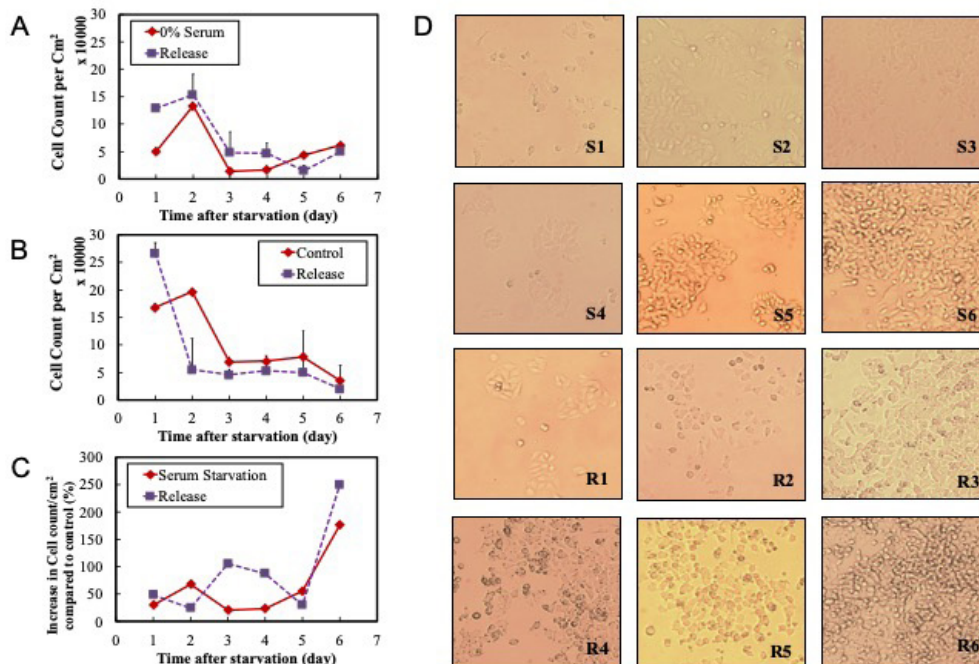 A
Cell Count per Cm²
x 10000
30
25
20
15
10
5
0
0% Serum
Release
0 1 2 3 4 5 6 7
Time after starvation (day)
B
Cell Count per Cm²
x 10000
30
25
20
15
10
5
0
Control
Release
0 1 2 3 4 5 6 7
Time after starvation (day)
C
Increase in Cell count/cm²
compared to control (%)
300
250
200
150
100
50
0
Serum Starvation
Release
0 1 2 3 4 5 6 7
Time after starvation (day)
D
S1 S2 S3
S4 S5 S6
R1 R2 R3
R4 R5 R6